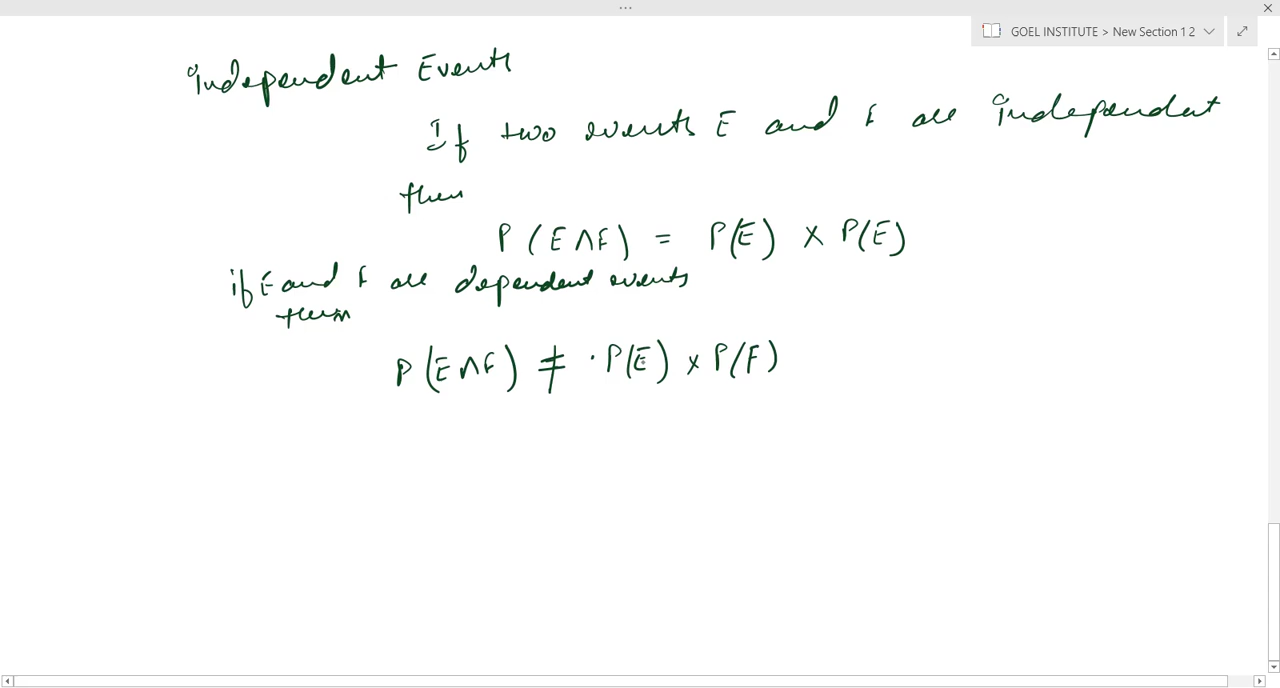 ...
GOEL INSTITUTE > New Section 1 2
Independent Events
If two events E and F are independent
then
P(E∩F) = P(E) × P(E)
if E and F are dependent events
then
P(E∩F) ≠ ·P(E) × P(F)